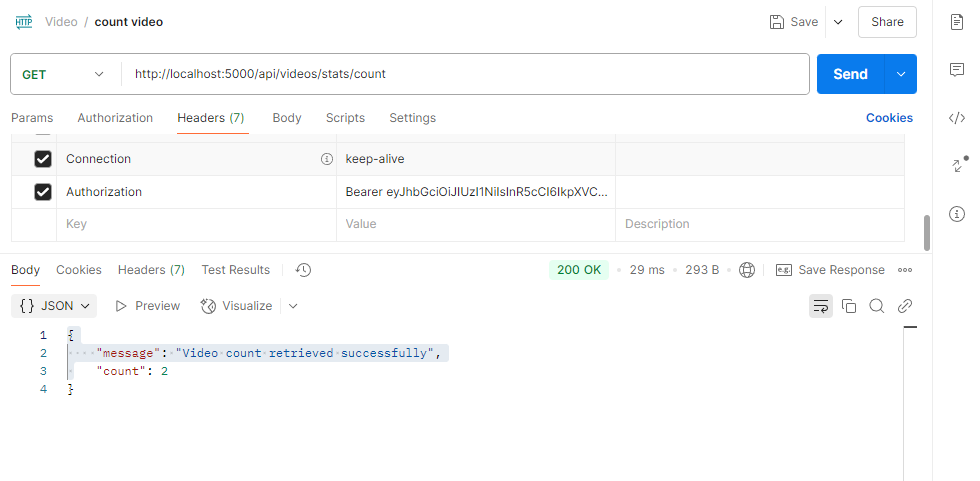 HTTP Video / count video Save Share
GET http://localhost:5000/api/videos/stats/count Send
Params Authorization Headers (7) Body Scripts Settings Cookies
Connection keep-alive
Authorization Bearer eyJhbGciOiJIUzI1NiIsInR5cCI6IkpXVC...
Key Value Description
Body Cookies Headers (7) Test Results 200 OK • 29 ms • 293 B e.g. Save Response
{} JSON Preview Visualize
1 {
2 "message": "Video count retrieved successfully",
3 "count": 2
4 }